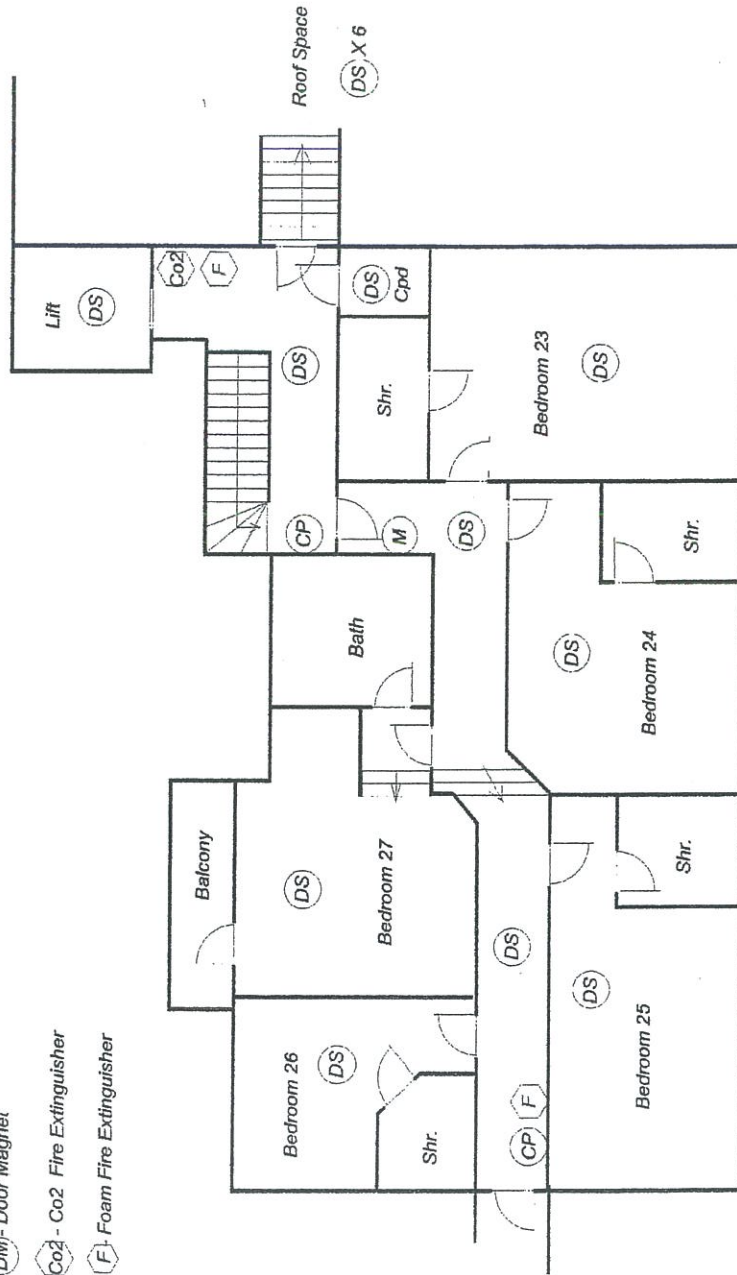 (DM)- Door Magnet
Co2 - Co2 Fire Extinguisher
F - Foam Fire Extinguisher
Lift
DS
Co2
F
Roof Space
DS X 6
DS
Cpd
DS
Shr.
Bedroom 23
DS
CP
M
DS
Bath
Shr.
DS
Bedroom 24
Balcony
DS
Bedroom 27
Shr.
DS
DS
Bedroom 25
Bedroom 26
DS
Shr.
CP
F